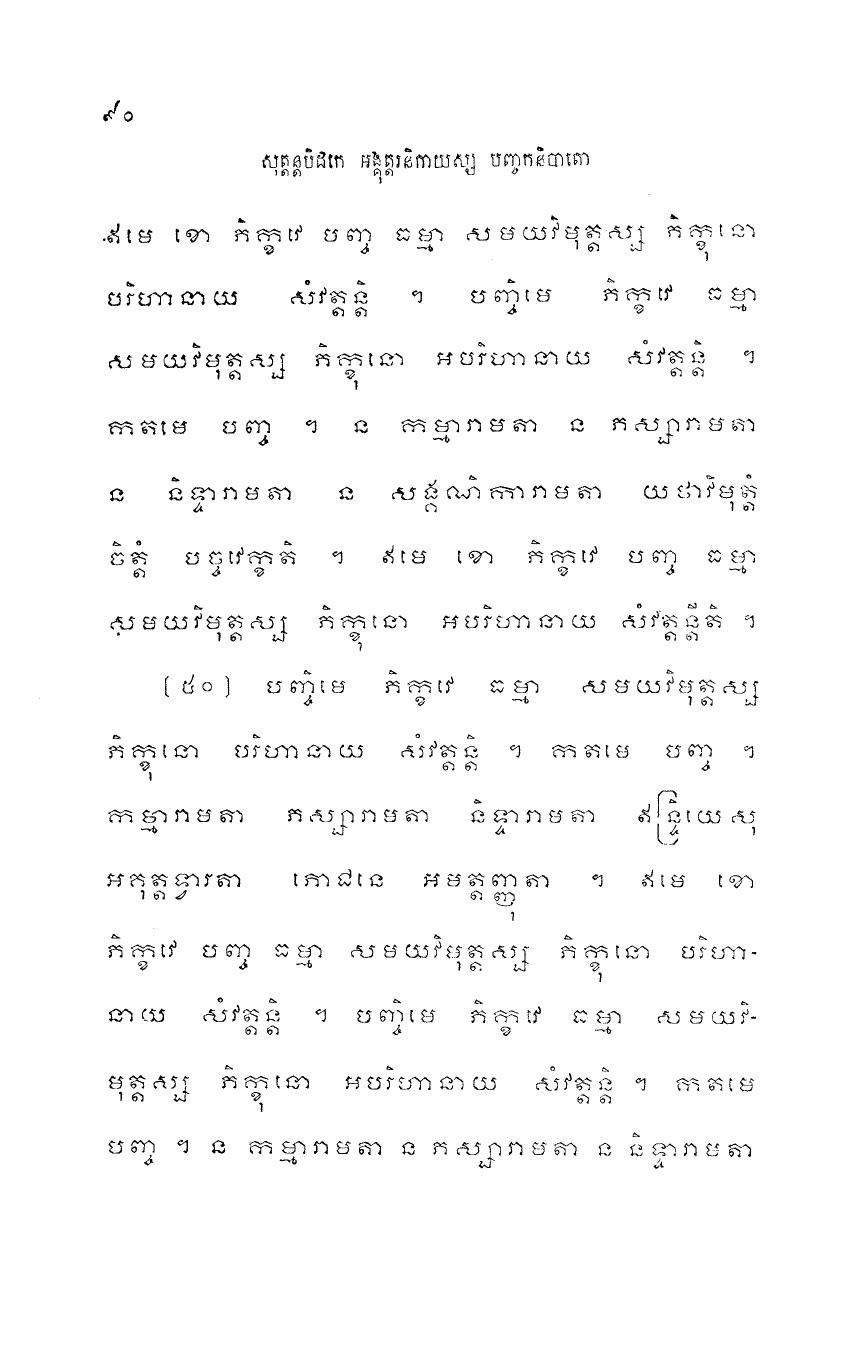 ៩០
សុត្តន្តបិដកេ អង្គុត្តរនិកាយស្ស បញ្ចកនិបាតោ
ឥមេ ខោ ភិក្ខវេ បញ្ច ធម្មា សមយវិមុត្តស្ស ភិក្ខុនោ
បរិហានាយ សំវត្តន្តិ ។ បញ្ចិមេ ភិក្ខវេ ធម្មា
សមយវិមុត្តស្ស ភិក្ខុនោ អបរិហានាយ សំវត្តន្តិ ។
កតមេ បញ្ច ។ ន កម្មារាមតា ន ភស្សារាមតា
ន និទ្ទារាមតា ន សង្គណិការាមតា យថាវិមុត្តំ
ចិត្តំ បច្ចវេក្ខតិ ។ ឥមេ ខោ ភិក្ខវេ បញ្ច ធម្មា
សមយវិមុត្តស្ស ភិក្ខុនោ អបរិហានាយ សំវត្តន្តីតិ ។
(៥០) បញ្ចិមេ ភិក្ខវេ ធម្មា សមយវិមុត្តស្ស
ភិក្ខុនោ បរិហានាយ សំវត្តន្តិ ។ កតមេ បញ្ច ។
កម្មារាមតា ភស្សារាមតា និទ្ទារាមតា ឥន្ទ្រិយេសុ
អគុត្តទ្វារតា ភោជនេ អមត្តញ្ញុតា ។ ឥមេ ខោ
ភិក្ខវេ បញ្ច ធម្មា សមយវិមុត្តស្ស ភិក្ខុនោ បរិហា-
នាយ សំវត្តន្តិ ។ បញ្ចិមេ ភិក្ខវេ ធម្មា សមយវិ-
មុត្តស្ស ភិក្ខុនោ អបរិហានាយ សំវត្តន្តិ ។ កតមេ
បញ្ច ។ ន កម្មារាមតា ន ភស្សារាមតា ន និទ្ទារាមតា